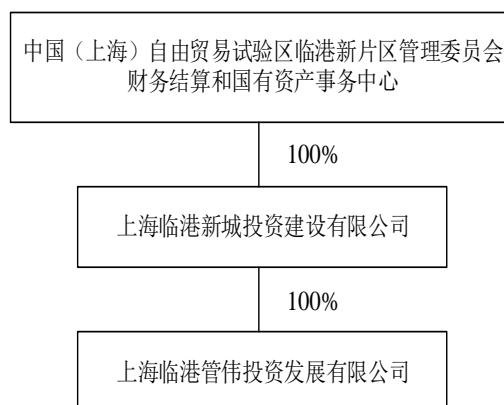 中国（上海）自由贸易试验区临港新片区管理委员会
财务结算和国有资产事务中心
100%
上海临港新城投资建设有限公司
100%
上海临港管伟投资发展有限公司